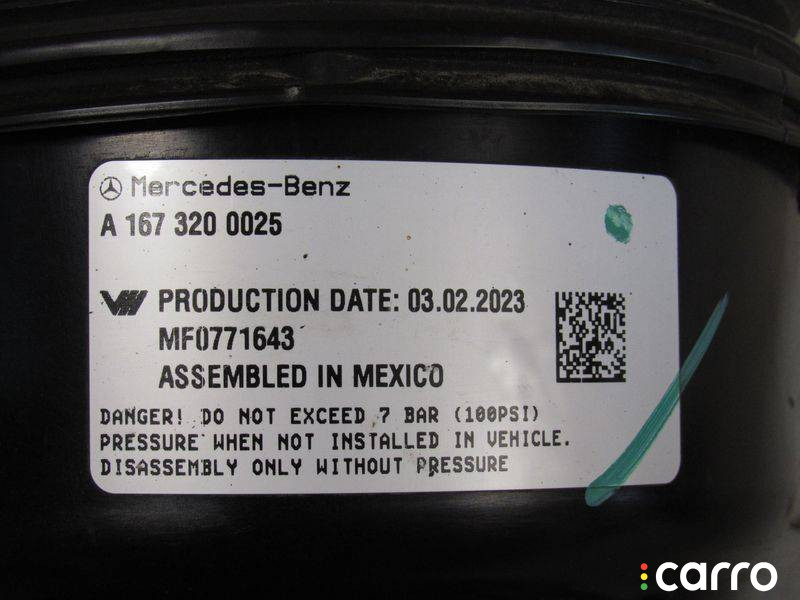 Mercedes-Benz
A 167 320 0025
PRODUCTION DATE: 03.02.2023
MF0771643
ASSEMBLED IN MEXICO
DANGER! DO NOT EXCEED 7 BAR (100PSI)
PRESSURE WHEN NOT INSTALLED IN VEHICLE.
DISASSEMBLY ONLY WITHOUT PRESSURE
carro